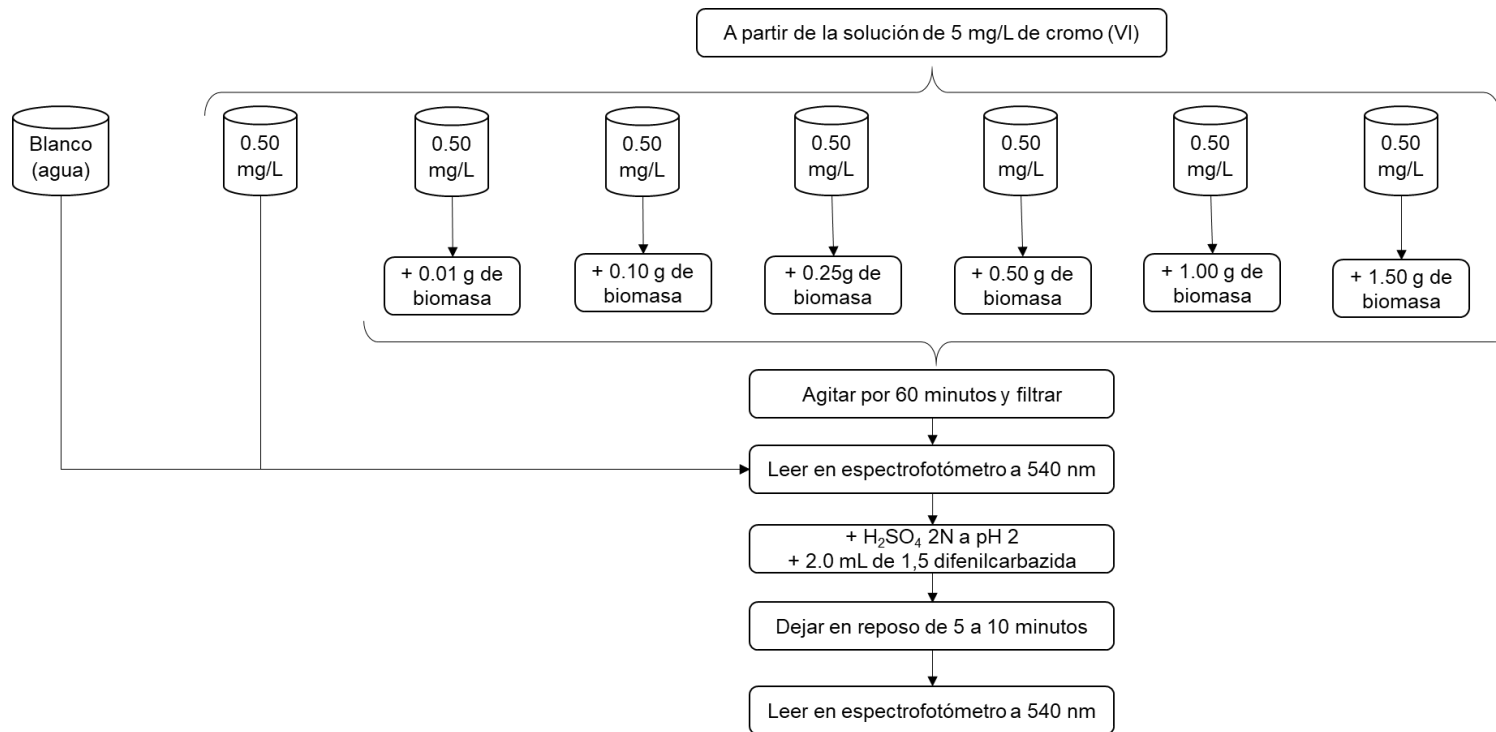 A partir de la solución de 5 mg/L de cromo (VI)
Blanco
(agua)
0.50
mg/L
0.50
mg/L
0.50
mg/L
0.50
mg/L
0.50
mg/L
0.50
mg/L
0.50
mg/L
+ 0.01 g de
biomasa
+ 0.10 g de
biomasa
+ 0.25g de
biomasa
+ 0.50 g de
biomasa
+ 1.00 g de
biomasa
+ 1.50 g de
biomasa
Agitar por 60 minutos y filtrar
Leer en espectrofotómetro a 540 nm
+ H₂SO₄ 2N a pH 2
+ 2.0 mL de 1,5 difenilcarbazida
Dejar en reposo de 5 a 10 minutos
Leer en espectrofotómetro a 540 nm